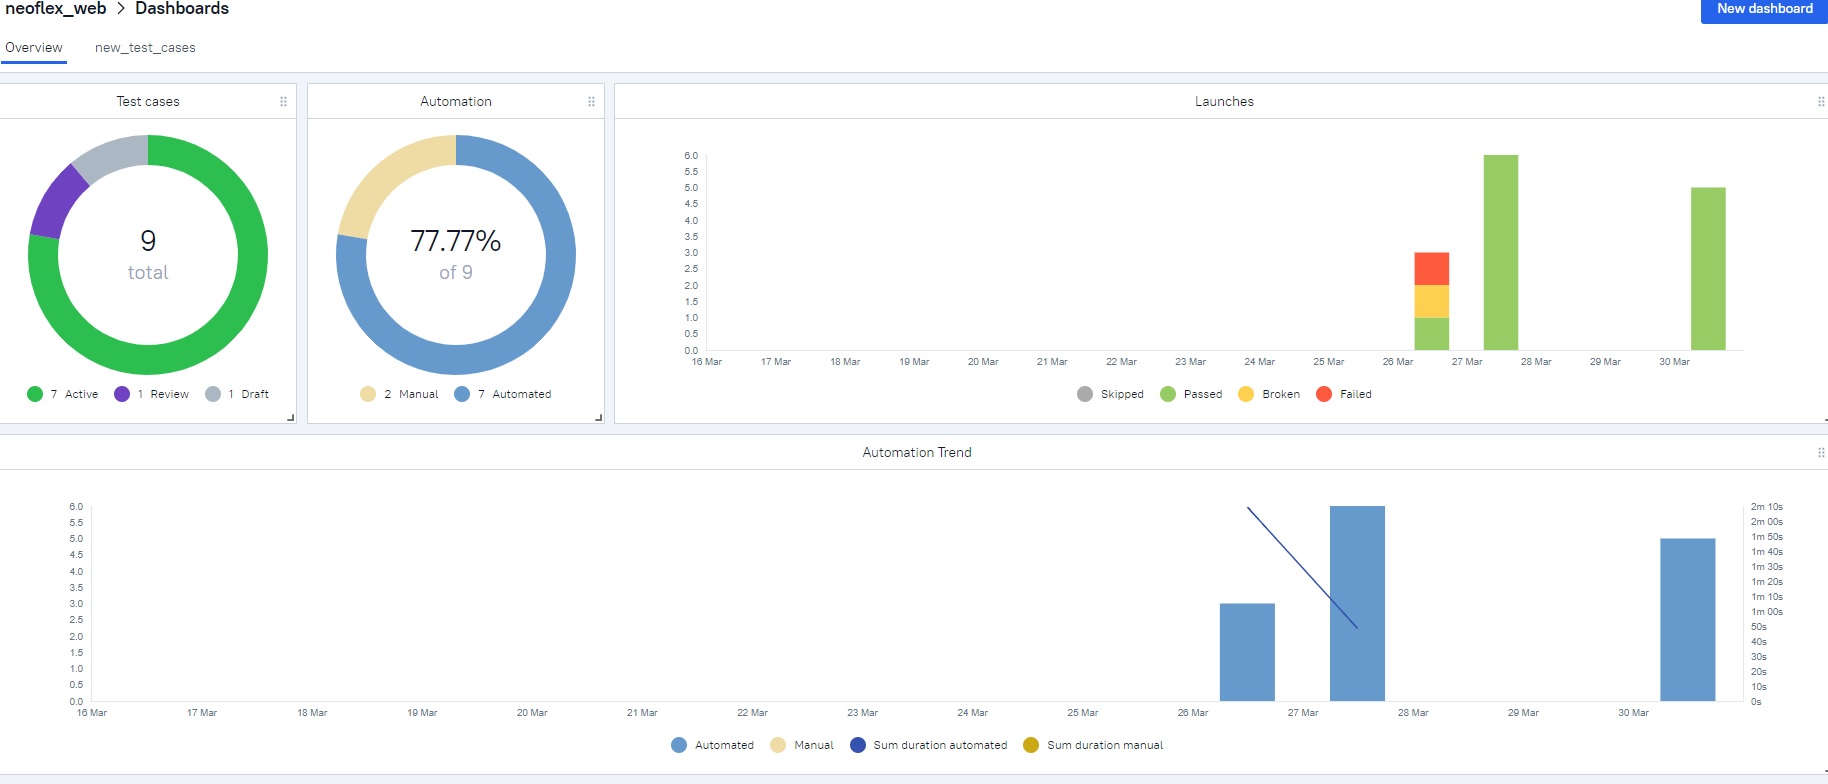 neoflex_web > Dashboards
New dashboard
Overview new_test_cases
Test cases
9
total
7 Active 1 Review 1 Draft
Automation
77.77%
of 9
2 Manual 7 Automated
Launches
6.0
5.5
5.0
4.5
4.0
3.5
3.0
2.5
2.0
1.5
1.0
0.5
0.0
16 Mar 17 Mar 18 Mar 19 Mar 20 Mar 21 Mar 22 Mar 23 Mar 24 Mar 25 Mar 26 Mar 27 Mar 28 Mar 29 Mar 30 Mar
Skipped Passed Broken Failed
Automation Trend
6.0
5.5
5.0
4.5
4.0
3.5
3.0
2.5
2.0
1.5
1.0
0.5
0.0
2m 10s
2m 00s
1m 50s
1m 40s
1m 30s
1m 20s
1m 10s
1m 00s
50s
40s
30s
20s
10s
0s
16 Mar 17 Mar 18 Mar 19 Mar 20 Mar 21 Mar 22 Mar 23 Mar 24 Mar 25 Mar 26 Mar 27 Mar 28 Mar 29 Mar 30 Mar
Automated Manual Sum duration automated Sum duration manual